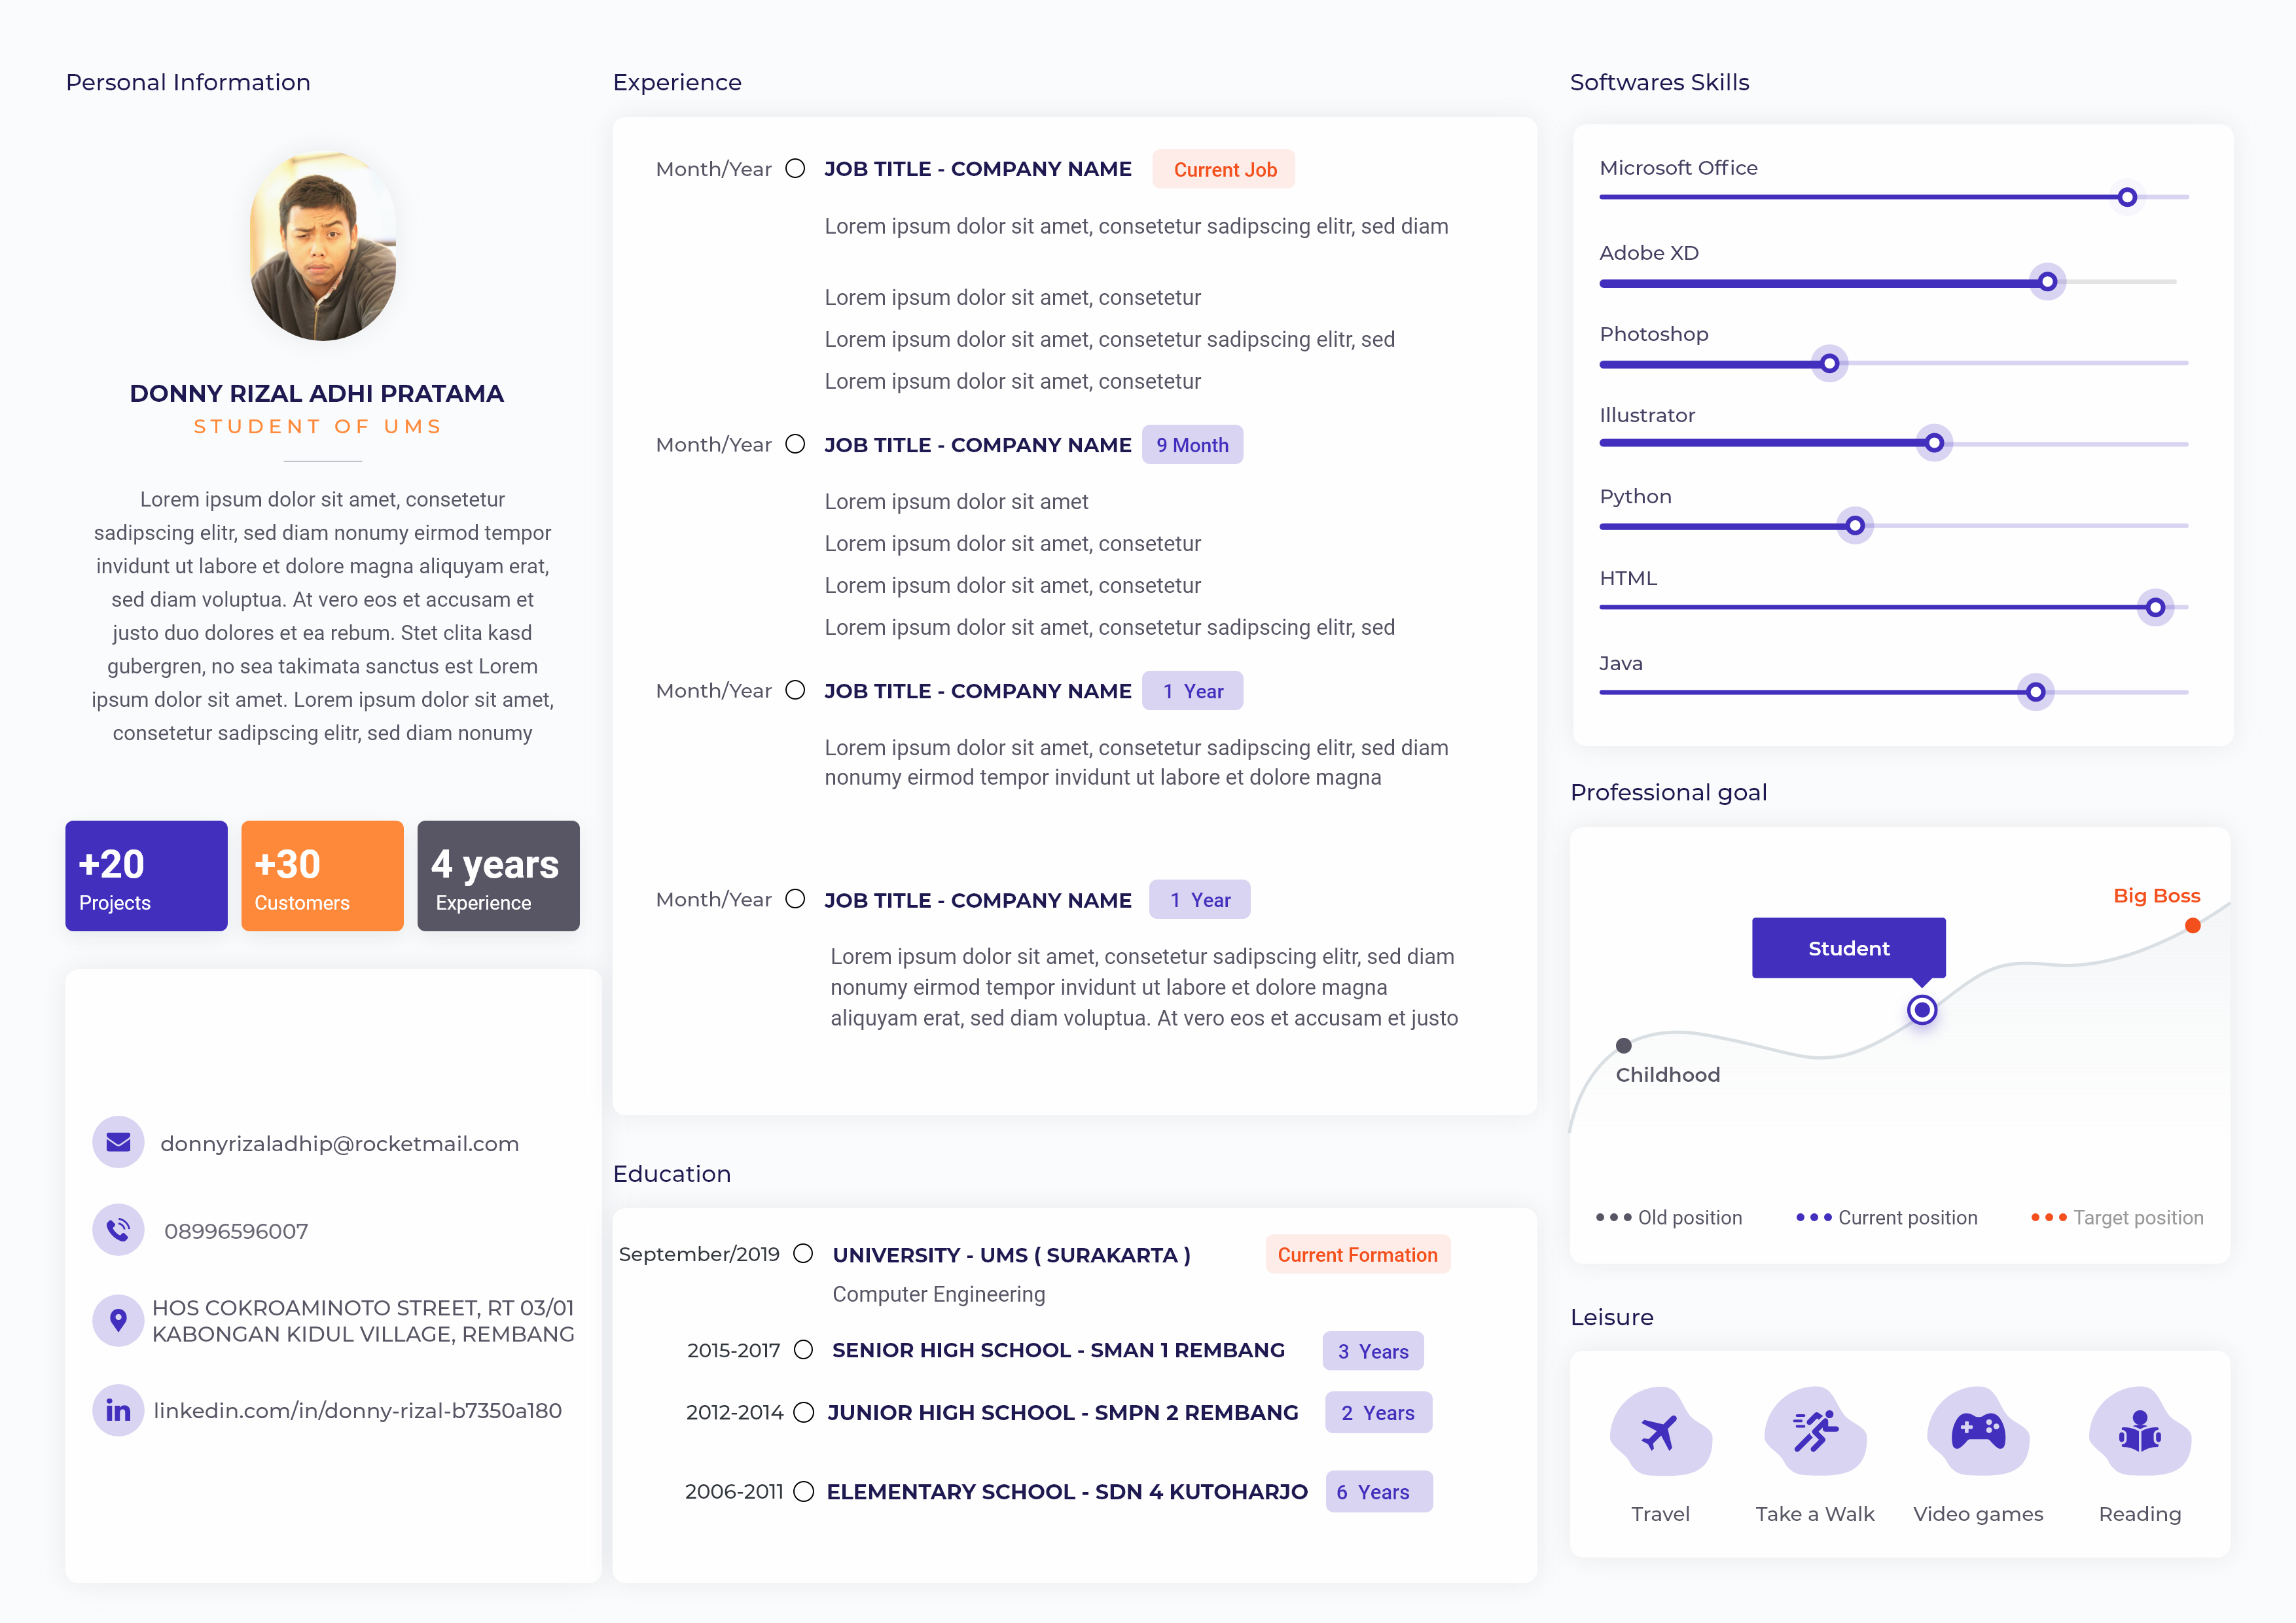 Personal Information
DONNY RIZAL ADHI PRATAMA
STUDENT OF UMS
Lorem ipsum dolor sit amet, consetetur
sadipscing elitr, sed diam nonumy eirmod tempor
invidunt ut labore et dolore magna aliquyam erat,
sed diam voluptua. At vero eos et accusam et
justo duo dolores et ea rebum. Stet clita kasd
gubergren, no sea takimata sanctus est Lorem
ipsum dolor sit amet. Lorem ipsum dolor sit amet,
consetetur sadipscing elitr, sed diam nonumy
+20
Projects
+30
Customers
4 years
Experience
donnyrizaladhip@rocketmail.com
08996596007
HOS COKROAMINOTO STREET, RT 03/01
KABONGAN KIDUL VILLAGE, REMBANG
linkedin.com/in/donny-rizal-b7350a180
Experience
Month/Year JOB TITLE - COMPANY NAME Current Job
Lorem ipsum dolor sit amet, consetetur sadipscing elitr, sed diam
Lorem ipsum dolor sit amet, consetetur
Lorem ipsum dolor sit amet, consetetur sadipscing elitr, sed
Lorem ipsum dolor sit amet, consetetur
Month/Year JOB TITLE - COMPANY NAME 9 Month
Lorem ipsum dolor sit amet
Lorem ipsum dolor sit amet, consetetur
Lorem ipsum dolor sit amet, consetetur
Lorem ipsum dolor sit amet, consetetur sadipscing elitr, sed
Month/Year JOB TITLE - COMPANY NAME 1 Year
Lorem ipsum dolor sit amet, consetetur sadipscing elitr, sed diam
nonumy eirmod tempor invidunt ut labore et dolore magna
Month/Year JOB TITLE - COMPANY NAME 1 Year
Lorem ipsum dolor sit amet, consetetur sadipscing elitr, sed diam
nonumy eirmod tempor invidunt ut labore et dolore magna
aliquyam erat, sed diam voluptua. At vero eos et accusam et justo
Education
September/2019 UNIVERSITY - UMS ( SURAKARTA ) Current Formation
Computer Engineering
2015-2017 SENIOR HIGH SCHOOL - SMAN 1 REMBANG 3 Years
2012-2014 JUNIOR HIGH SCHOOL - SMPN 2 REMBANG 2 Years
2006-2011 ELEMENTARY SCHOOL - SDN 4 KUTOHARJO 6 Years
Softwares Skills
Microsoft Office
Adobe XD
Photoshop
Illustrator
Python
HTML
Java
Professional goal
Big Boss
Student
Childhood
Old position Current position Target position
Leisure
Travel Take a Walk Video games Reading